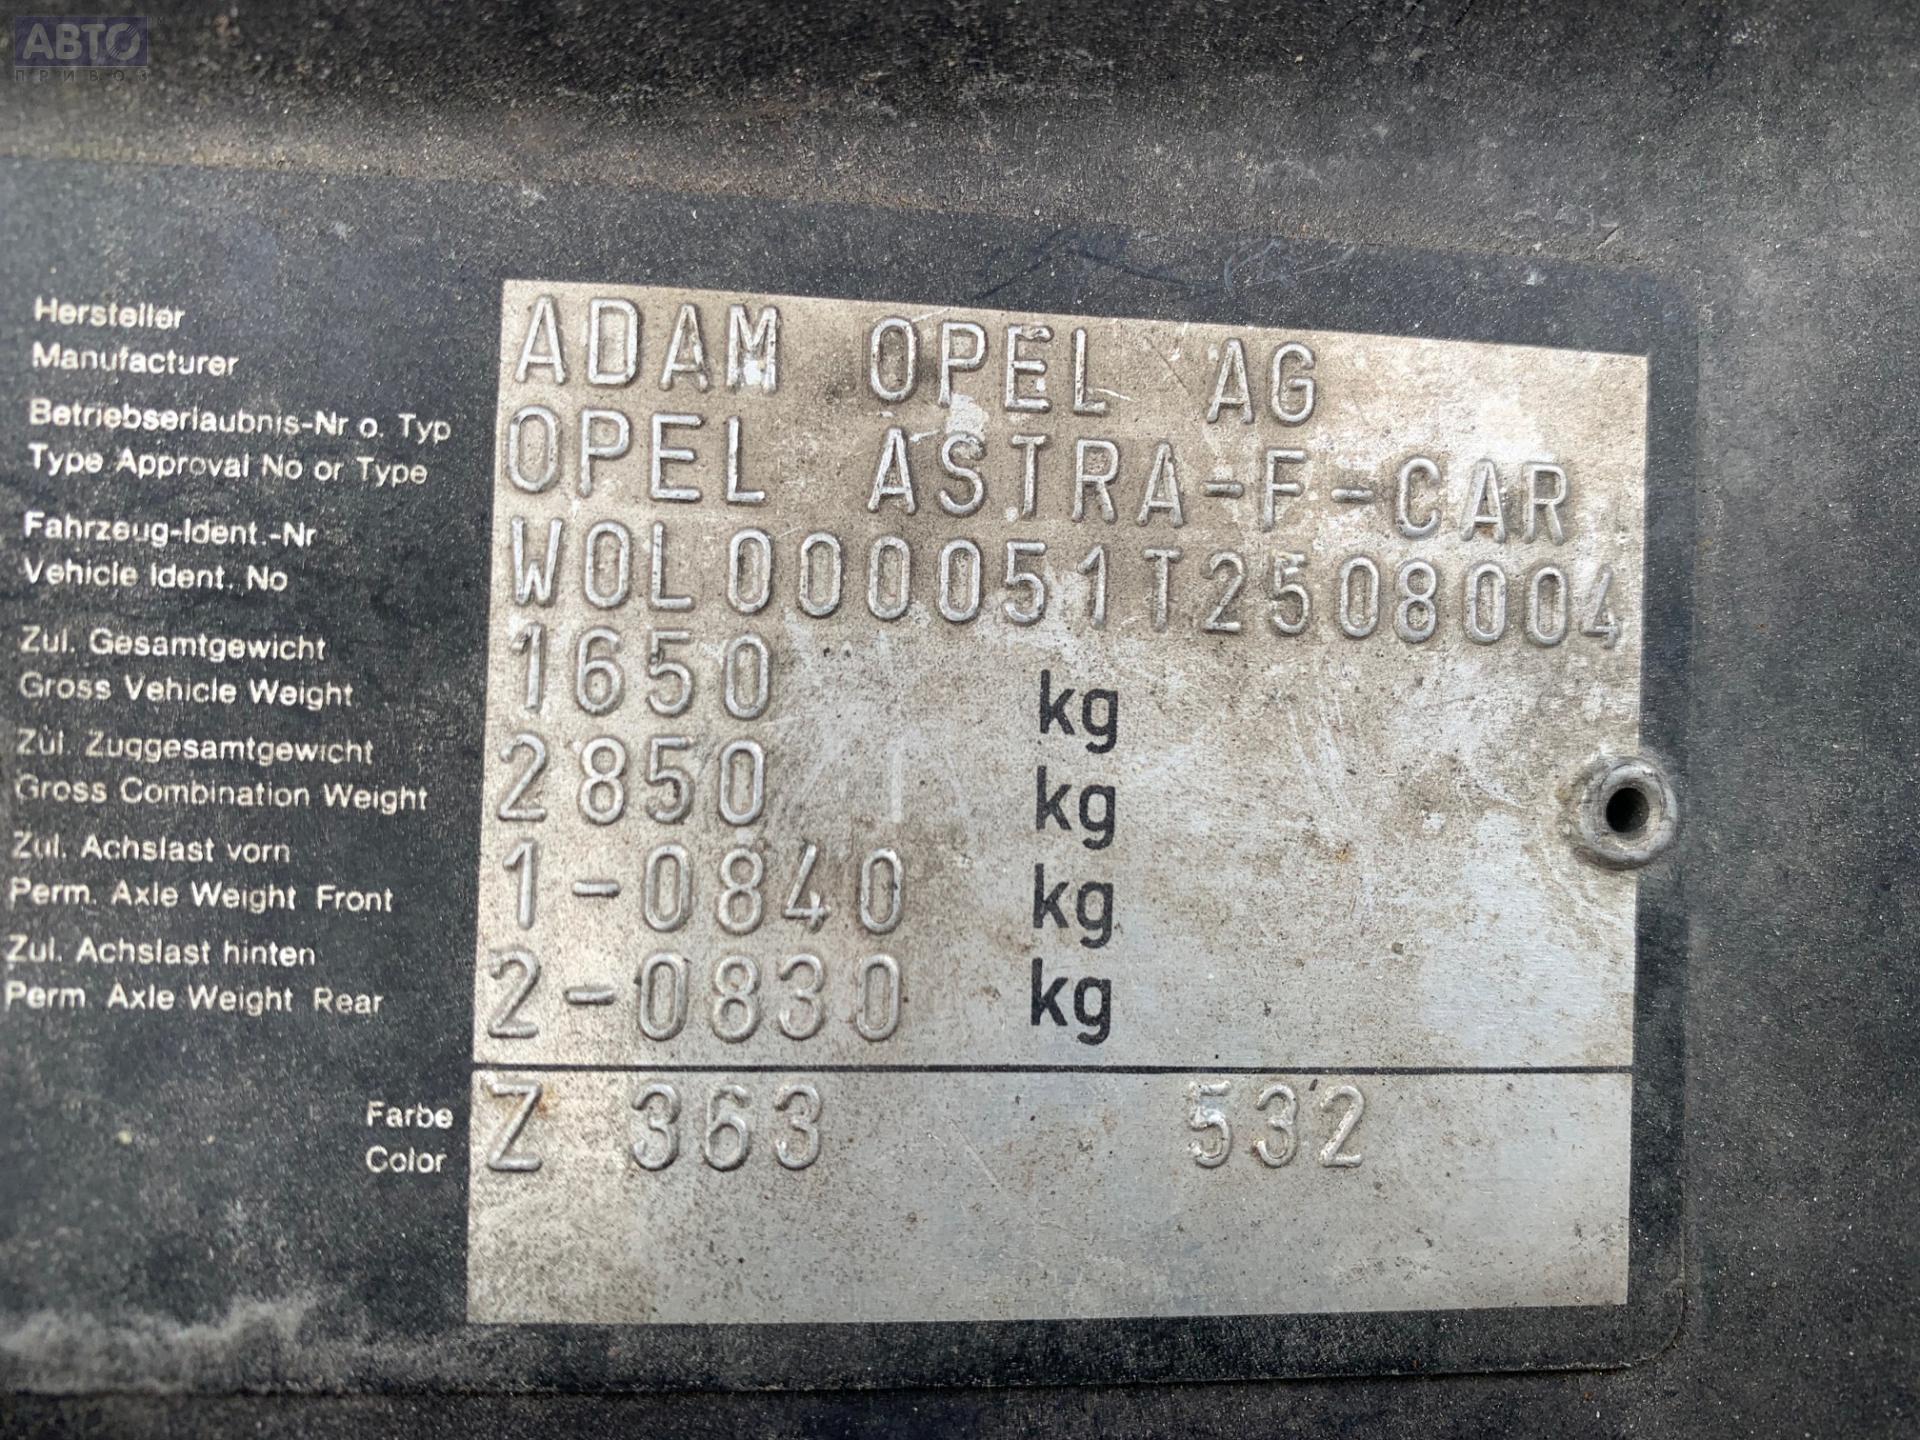 АВТО
ПРИВОЗ
Hersteller
Manufacturer
ADAM OPEL AG
Betriebserlaubnis-Nr o. Typ
Type Approval No or Type
OPEL ASTRA-F-CAR
Fahrzeug-Ident.-Nr
Vehicle Ident. No
W0L000051T2508004
Zul. Gesamtgewicht
Gross Vehicle Weight
1650 kg
Zul. Zuggesamtgewicht
Gross Combination Weight
2850 kg
Zul. Achslast vorn
Perm. Axle Weight Front
1-0840 kg
Zul. Achslast hinten
Perm Axle Weight Rear
2-0830 kg
Farbe
Color
Z 363 532